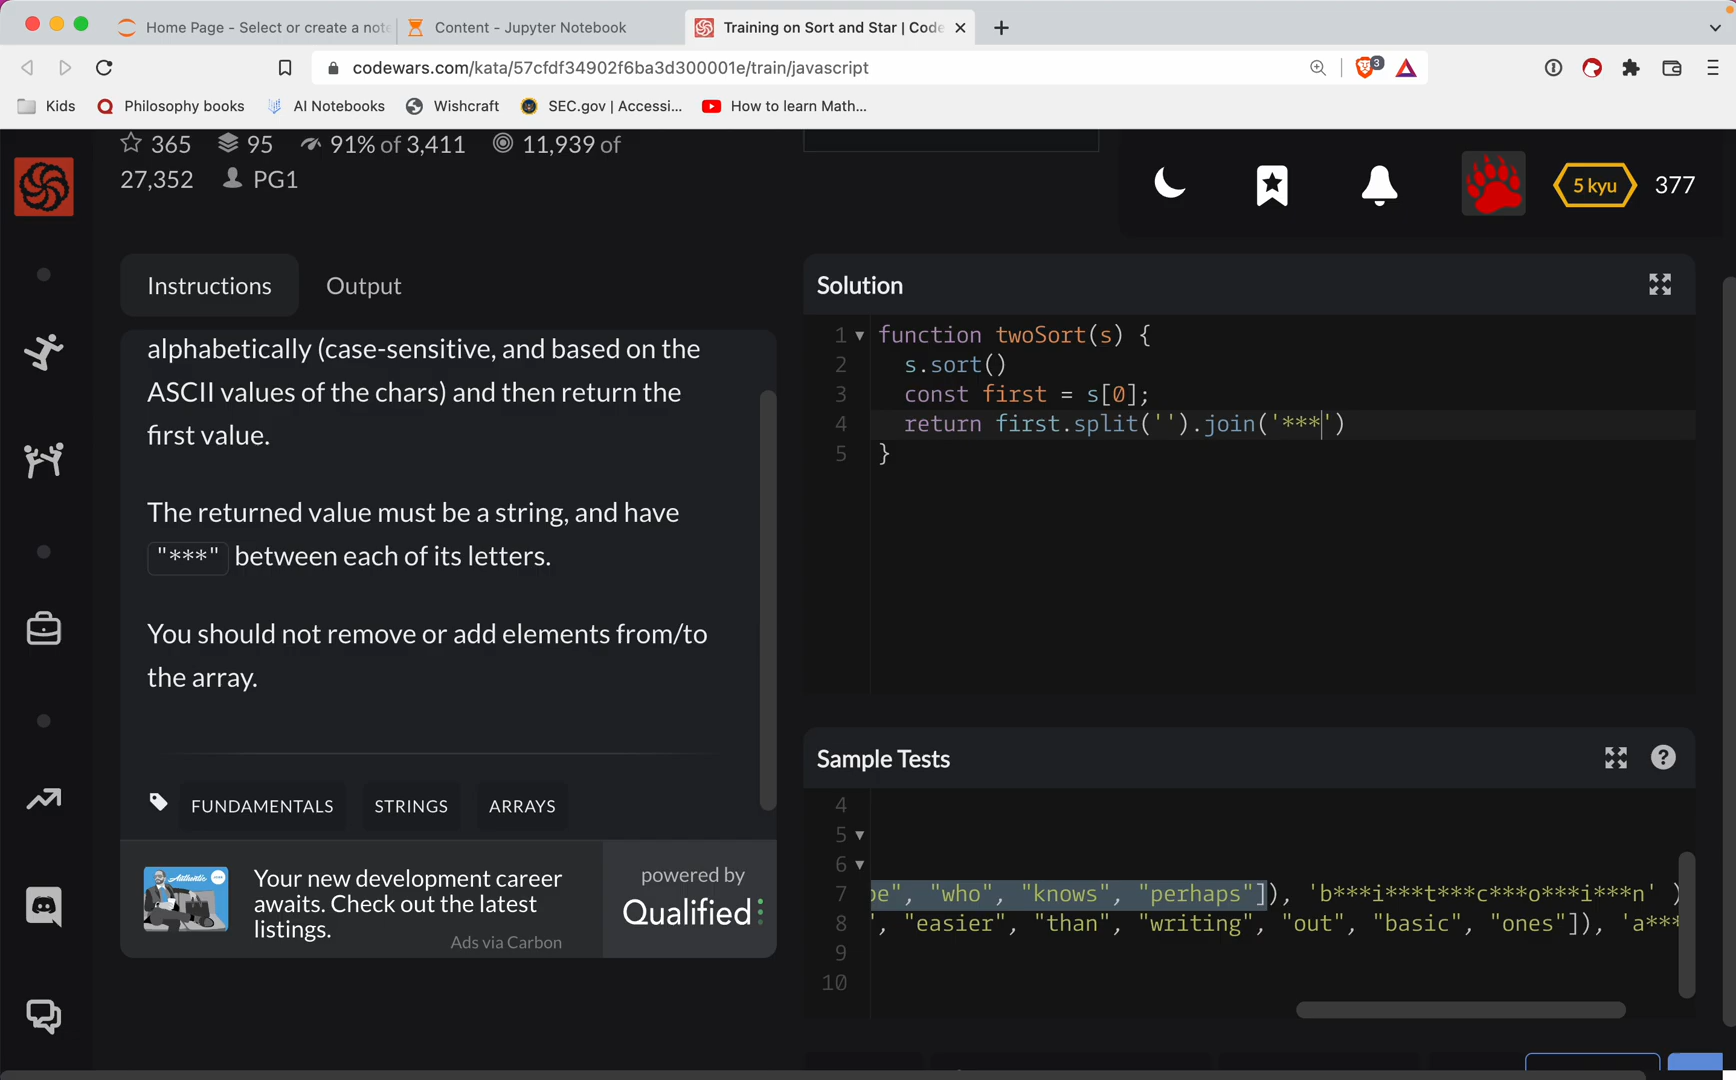 Home Page - Select or create a note
Content - Jupyter Notebook
Training on Sort and Star | Code
codewars.com/kata/57cfdf34902f6ba3d300001e/train/javascript
3
Kids
Philosophy books
AI Notebooks
Wishcraft
SEC.gov | Accessi...
How to learn Math...
365 95 91% of 3,411 11,939 of
27,352 PG1
5 kyu 377
Instructions
Output
alphabetically (case-sensitive, and based on the
ASCII values of the chars) and then return the
first value.
The returned value must be a string, and have
"***" between each of its letters.
You should not remove or add elements from/to
the array.
FUNDAMENTALS
STRINGS
ARRAYS
Your new development career
awaits. Check out the latest
listings.
Ads via Carbon
powered by
Qualified
Solution
1 function twoSort(s) {
2 s.sort()
3 const first = s[0];
4 return first.split('').join('***')
5 }
Sample Tests
4
5
6
7 be", "who", "knows", "perhaps"]), 'b***i***t***c***o***i***n' )
8 ", "easier", "than", "writing", "out", "basic", "ones"]), 'a***
9
10